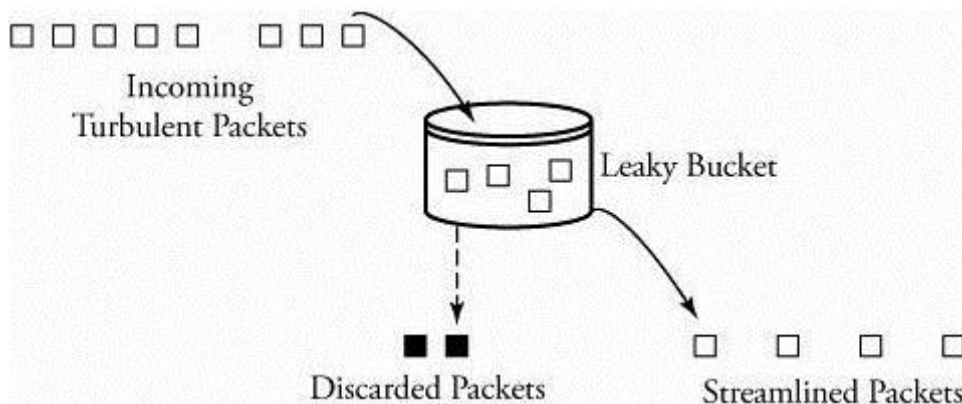 Incoming
Turbulent Packets
Leaky Bucket
Discarded Packets
Streamlined Packets